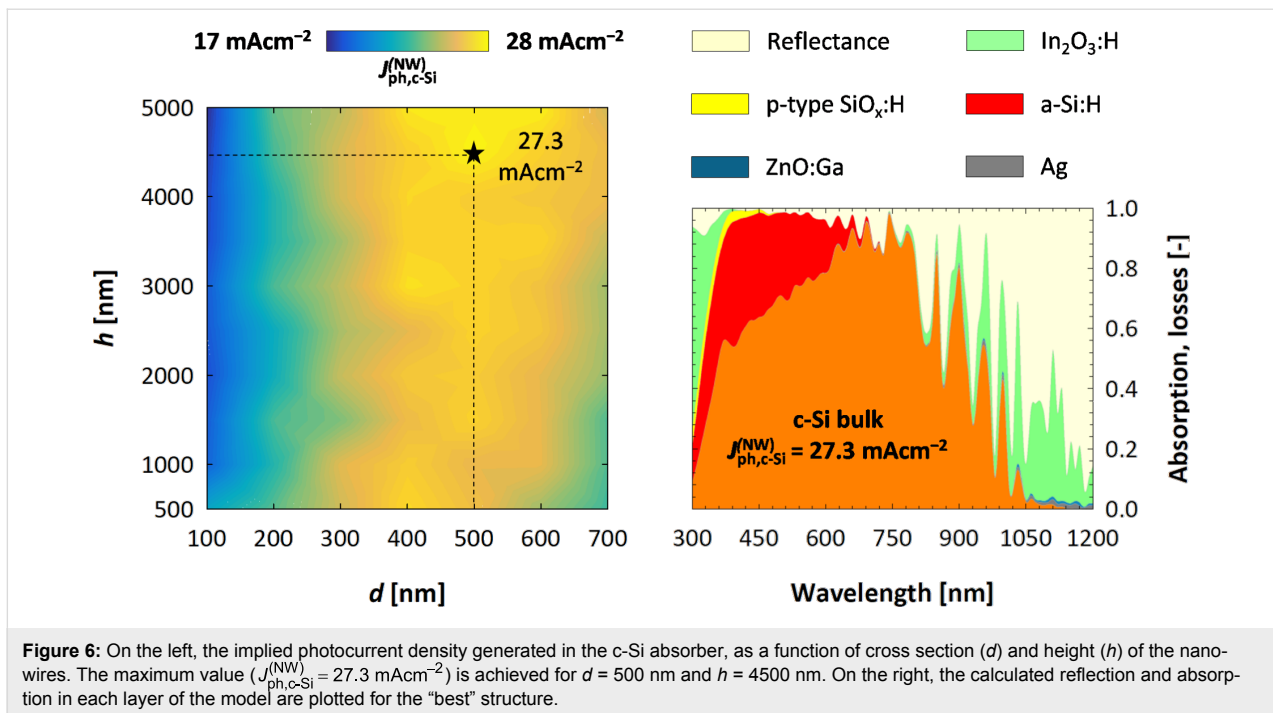 17 mAcm⁻²
28 mAcm⁻²
J(NW)ph,c-Si
5000
4000
3000
2000
1000
500
h [nm]
27.3
mAcm⁻²
100 200 300 400 500 600 700
d [nm]
Reflectance
In₂O₃:H
p-type SiOₓ:H
a-Si:H
ZnO:Ga
Ag
1.0
0.8
0.6
0.4
0.2
0.0
Absorption, losses [-]
c-Si bulk
J(NW)ph,c-Si = 27.3 mAcm⁻²
300 450 600 750 900 1050 1200
Wavelength [nm]
Figure 6: On the left, the implied photocurrent density generated in the c-Si absorber, as a function of cross section (d) and height (h) of the nano-
wires. The maximum value (J(NW)ph,c-Si = 27.3 mAcm⁻²) is achieved for d = 500 nm and h = 4500 nm. On the right, the calculated reflection and absorp-
tion in each layer of the model are plotted for the “best” structure.